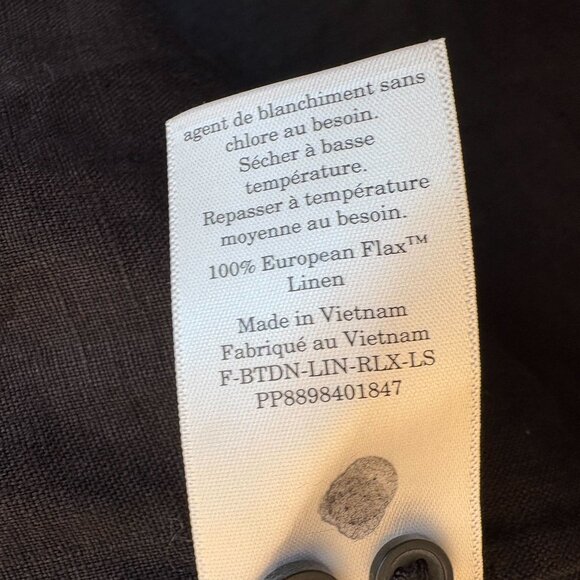 agent de blanchiment sans
chlore au besoin.
Sécher à basse
température.
Repasser à température
moyenne au besoin.
100% European Flax™
Linen
Made in Vietnam
Fabriqué au Vietnam
F-BTDN-LIN-RLX-LS
PP8898401847